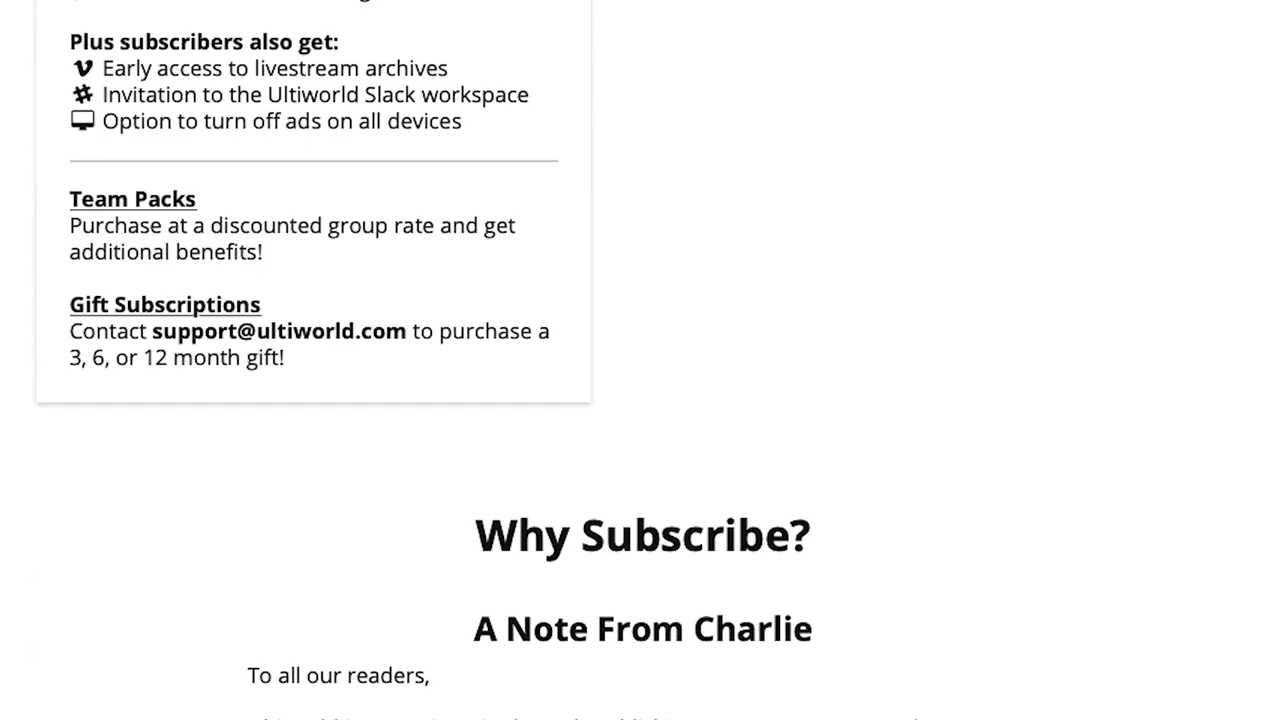 Plus subscribers also get:
Early access to livestream archives
Invitation to the Ultiworld Slack workspace
Option to turn off ads on all devices
Team Packs
Purchase at a discounted group rate and get
additional benefits!
Gift Subscriptions
Contact support@ultiworld.com to purchase a
3, 6, or 12 month gift!
Why Subscribe?
A Note From Charlie
To all our readers,